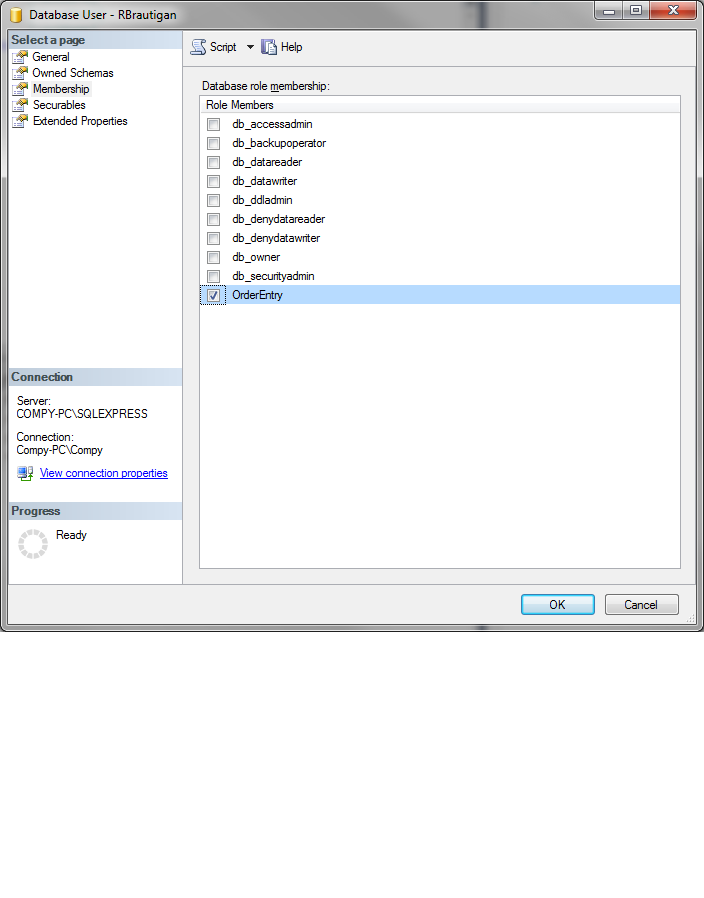 Database User - RBrautigan
Select a page
General
Owned Schemas
Membership
Securables
Extended Properties
Script
Help
Database role membership:
Role Members
db_accessadmin
db_backupoperator
db_datareader
db_datawriter
db_ddladmin
db_denydatareader
db_denydatawriter
db_owner
db_securityadmin
OrderEntry
Connection
Server:
COMPY-PC\SQLEXPRESS
Connection:
Compy-PC\Compy
View connection properties
Progress
Ready
OK
Cancel